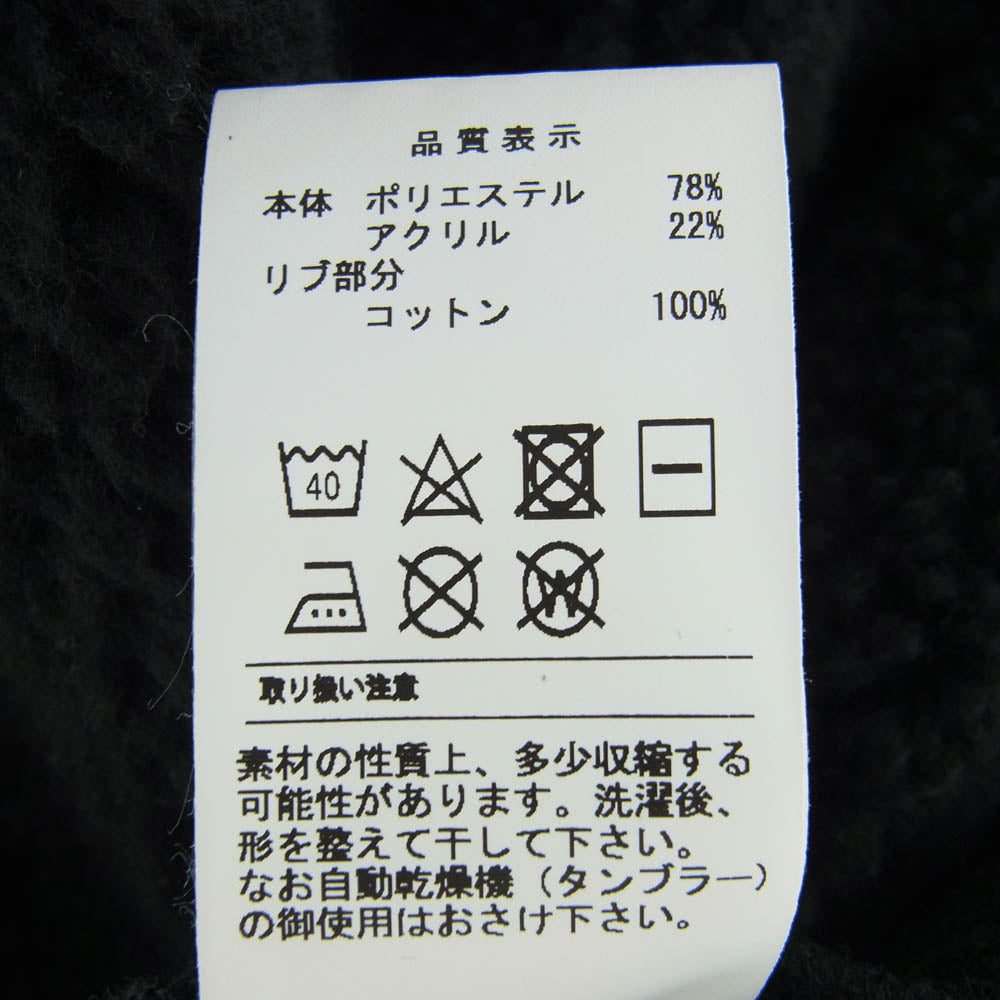 品質表示
本体 ポリエステル 78%
アクリル 22%
リブ部分
コットン 100%
40
W
取り扱い注意
素材の性質上、多少収縮する
可能性があります。洗濯後、
形を整えて干して下さい。
なお自動乾燥機（タンブラー）
の御使用はおさけ下さい。